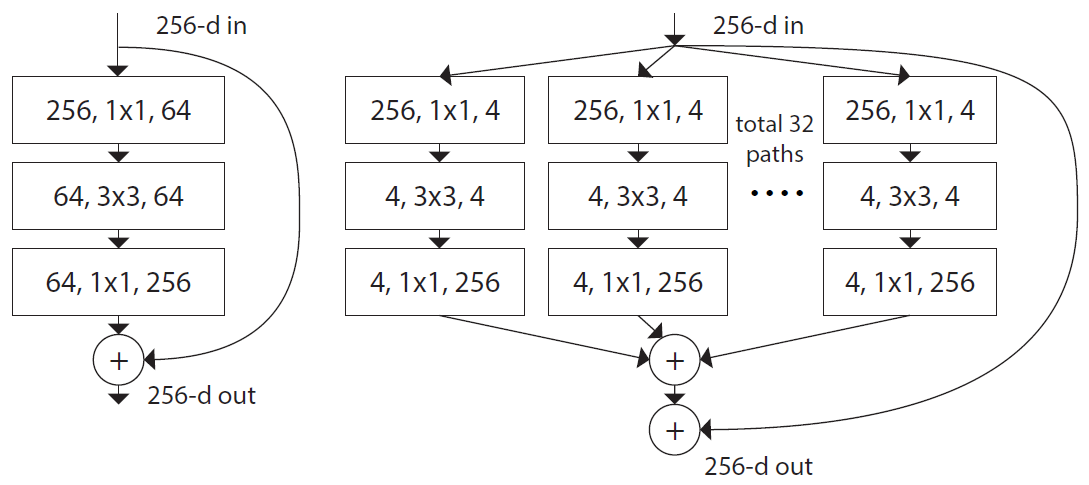 256-d in
256, 1x1, 64
64, 3x3, 64
64, 1x1, 256
+
256-d out
256-d in
256, 1x1, 4
256, 1x1, 4
total 32
paths
256, 1x1, 4
4, 3x3, 4
4, 3x3, 4
....
4, 3x3, 4
4, 1x1, 256
4, 1x1, 256
4, 1x1, 256
+
+
256-d out